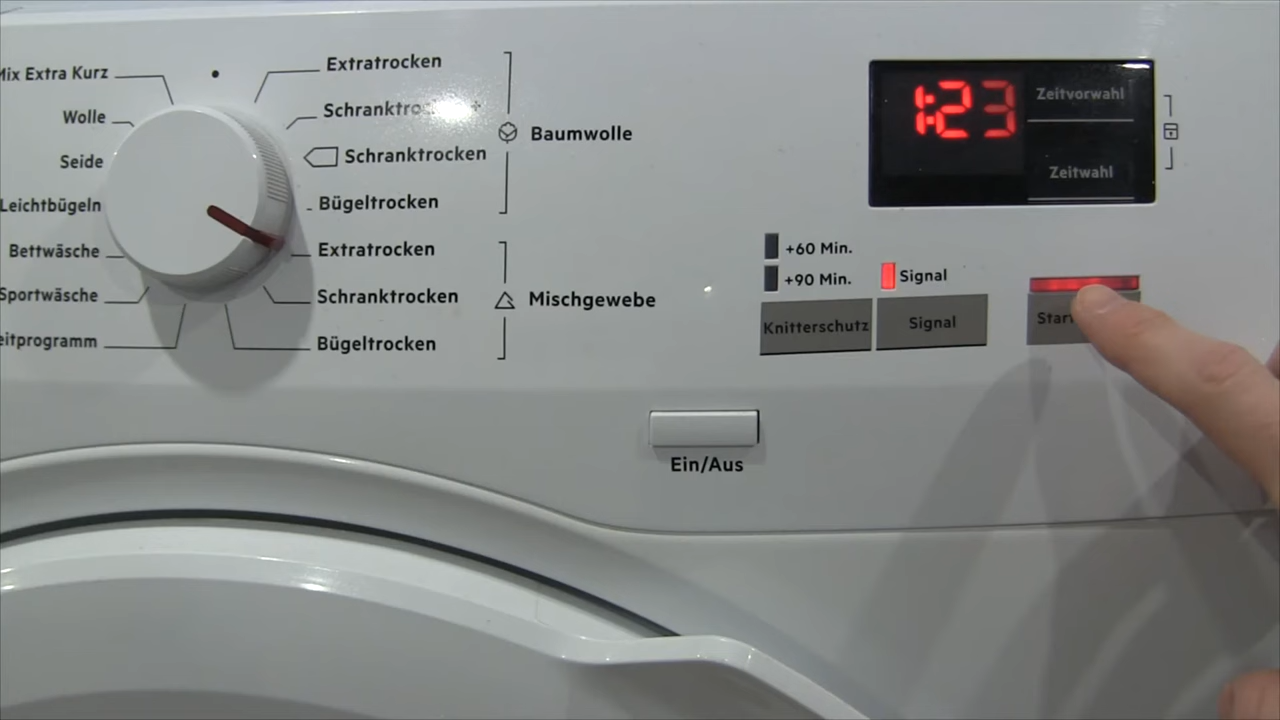 Mix Extra Kurz
Wolle
Seide
Leichtbügeln
Bettwäsche
Sportwäsche
Extratrocken
Schranktrocken
Bügeltrocken
Baumwolle
Extratrocken
Schranktrocken
Bügeltrocken
Mischgewebe
1:23
Zeitvorwahl
Zeitwahl
+60 Min.
+90 Min.
Signal
Knitterschutz
Signal
Ein/Aus